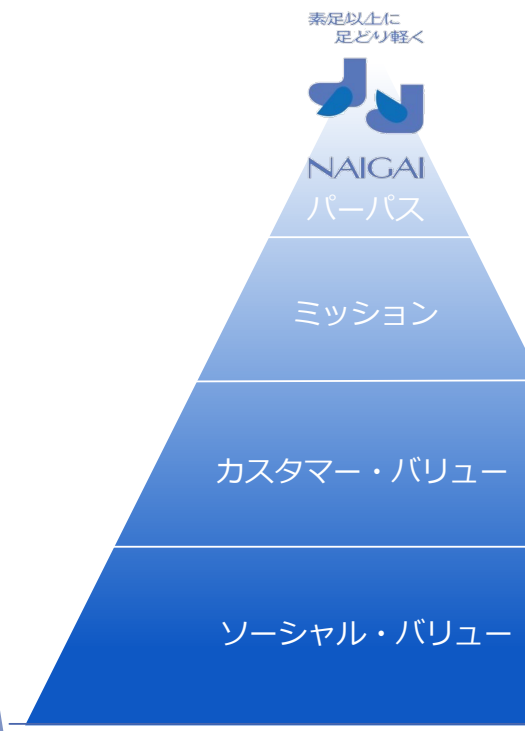 素足以上に
足どり軽く
NAIGAI
パーパス
ミッション
カスタマー・バリュー
ソーシャル・バリュー